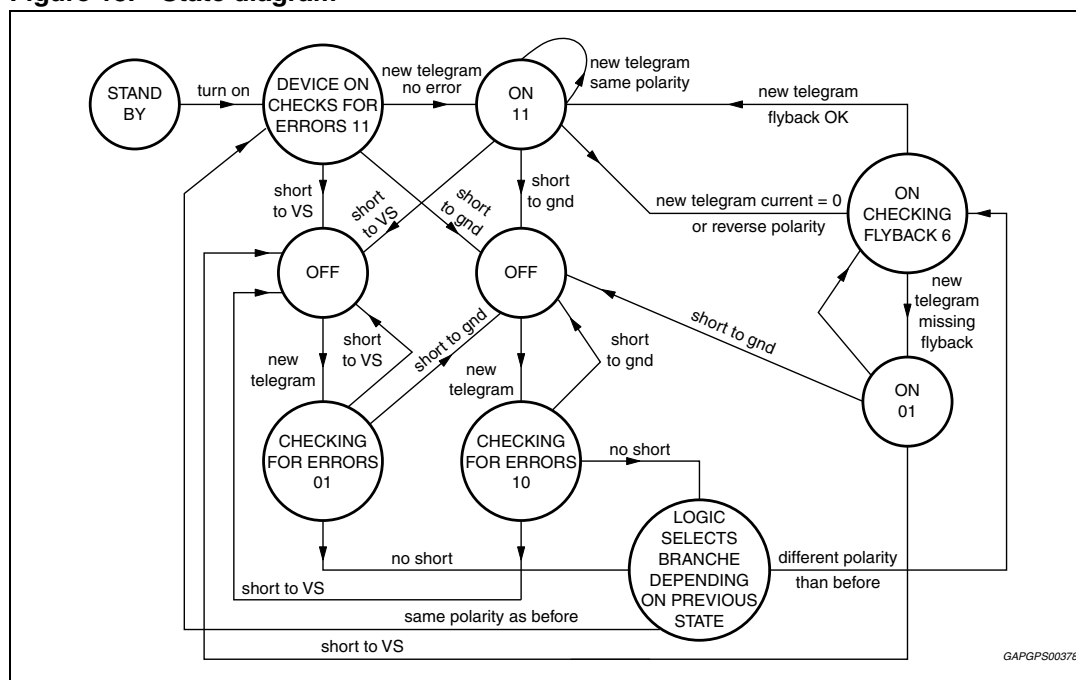 STAND
BY
turn on
DEVICE ON
CHECKS FOR
ERRORS 11
new telegram
no error
ON
11
new telegram
same polarity
new telegram
flyback OK
short
to VS
short
to VS
short
to gnd
short
to gnd
new telegram current = 0
or reverse polarity
ON
CHECKING
FLYBACK 6
OFF
OFF
new
telegram
missing
flyback
short
to VS
short to gnd
short
to gnd
short to gnd
new
telegram
new
telegram
ON
01
CHECKING
FOR ERRORS
01
CHECKING
FOR ERRORS
10
no short
LOGIC
SELECTS
BRANCHE
DEPENDING
ON PREVIOUS
STATE
no short
different polarity
than before
short to VS
same polarity as before
short to VS
GAPGPS00378